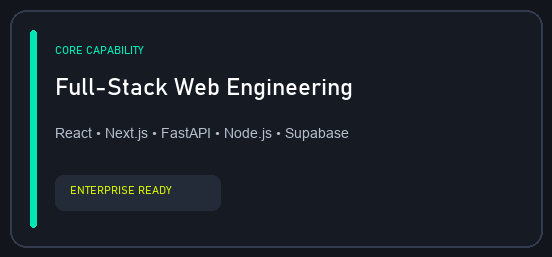 CORE CAPABILITY
Full-Stack Web Engineering
React • Next.js • FastAPI • Node.js • Supabase
ENTERPRISE READY